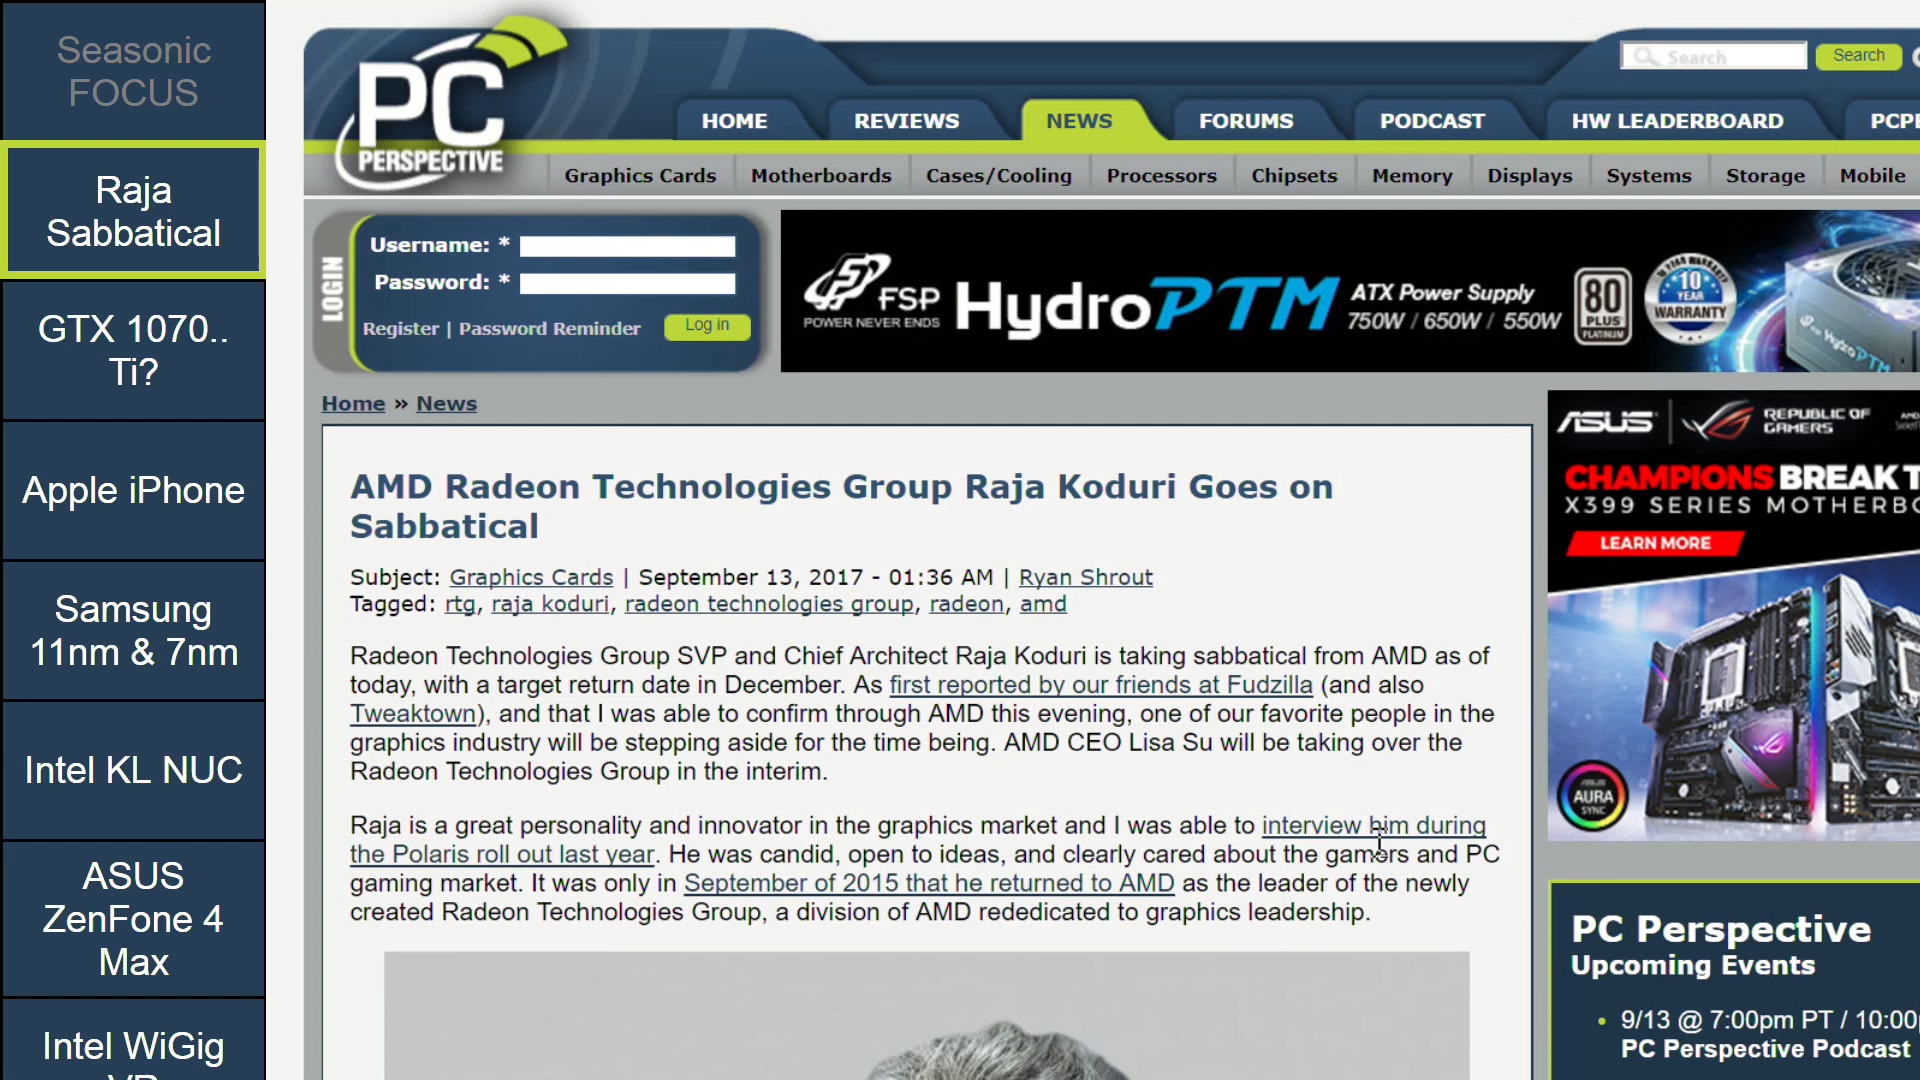 Seasonic
FOCUS
Raja
Sabbatical
GTX 1070..
Ti?
Apple iPhone
Samsung
11nm & 7nm
Intel KL NUC
ASUS
ZenFone 4
Max
Intel WiGig
PC
PERSPECTIVE
Search
Search
HOME
REVIEWS
NEWS
FORUMS
PODCAST
HW LEADERBOARD
Graphics Cards
Motherboards
Cases/Cooling
Processors
Chipsets
Memory
Displays
Systems
Storage
Mobile
LOGIN
Username: *
Password: *
Register | Password Reminder
Log in
FSP
POWER NEVER ENDS
HydroPTM
ATX Power Supply
750W / 650W / 550W
80
PLUS
PLATINUM
10 YEAR WARRANTY
10
YEAR
WARRANTY
HydroPTM
Home » News
AMD Radeon Technologies Group Raja Koduri Goes on
Sabbatical
Subject: Graphics Cards | September 13, 2017 - 01:36 AM | Ryan Shrout
Tagged: rtg, raja koduri, radeon technologies group, radeon, amd
Radeon Technologies Group SVP and Chief Architect Raja Koduri is taking sabbatical from AMD as of
today, with a target return date in December. As first reported by our friends at Fudzilla (and also
Tweaktown), and that I was able to confirm through AMD this evening, one of our favorite people in the
graphics industry will be stepping aside for the time being. AMD CEO Lisa Su will be taking over the
Radeon Technologies Group in the interim.
Raja is a great personality and innovator in the graphics market and I was able to interview him during
the Polaris roll out last year. He was candid, open to ideas, and clearly cared about the gamers and PC
gaming market. It was only in September of 2015 that he returned to AMD as the leader of the newly
created Radeon Technologies Group, a division of AMD rededicated to graphics leadership.
ASUS
REPUBLIC OF
GAMERS
CHAMPIONS BREAK
X399 SERIES
LEARN MORE
AURA
SYNC
PC Perspective
Upcoming Events
• 9/13 @ 7:00pm PT /
PC Perspective Podcast